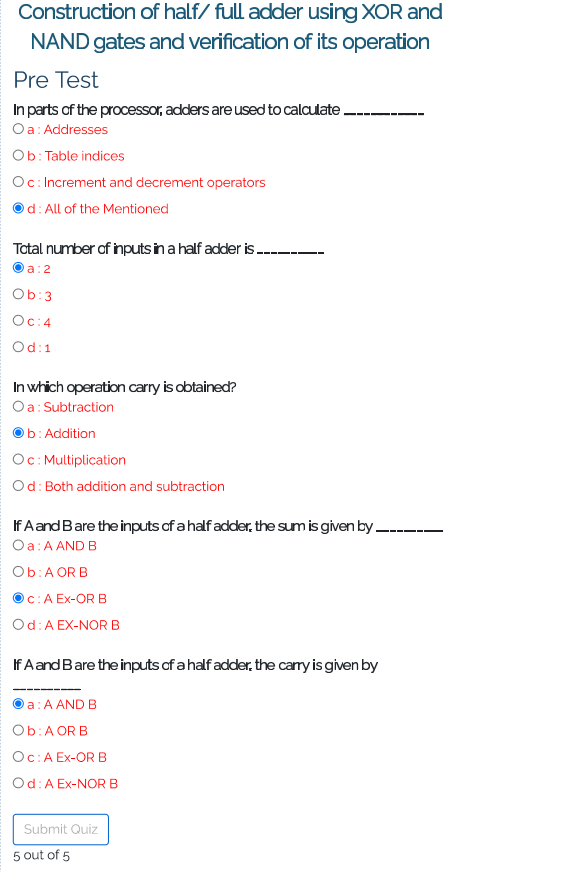 Construction of half/ full adder using XOR and
NAND gates and verification of its operation
Pre Test
In parts of the processor, adders are used to calculate ____________
a : Addresses
b : Table indices
c : Increment and decrement operators
d : All of the Mentioned
Total number of inputs in a half adder is __________
a : 2
b : 3
c : 4
d : 1
In which operation carry is obtained?
a : Subtraction
b : Addition
c : Multiplication
d : Both addition and subtraction
If A and B are the inputs of a half adder, the sum is given by __________
a : A AND B
b : A OR B
c : A Ex-OR B
d : A EX-NOR B
If A and B are the inputs of a half adder, the carry is given by
__________
a : A AND B
b : A OR B
c : A Ex-OR B
d : A Ex-NOR B
Submit Quiz
5 out of 5